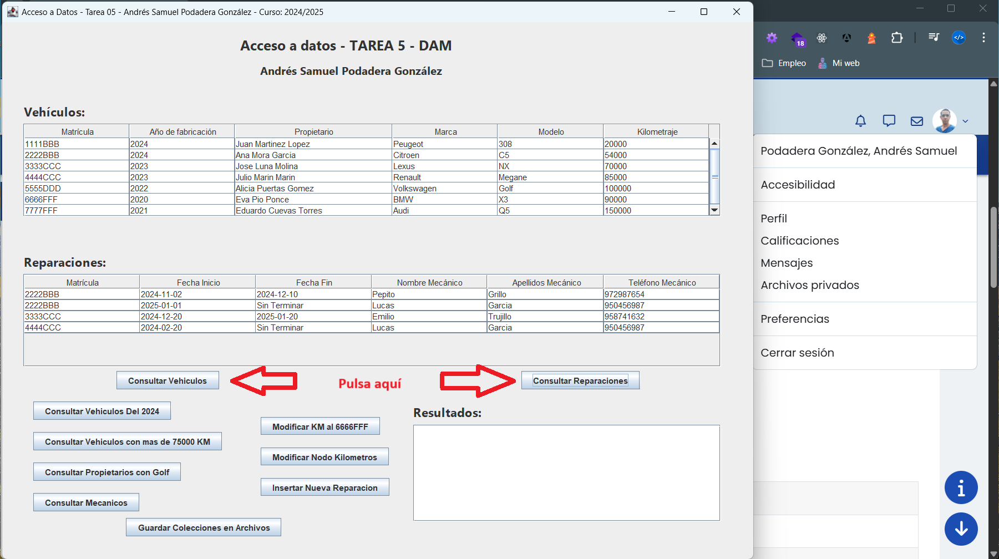 Acceso a Datos - Tarea 05 - Andrés Samuel Podadera González - Curso: 2024/2025
Acceso a datos - TAREA 5 - DAM
Andrés Samuel Podadera González
Vehículos:
Matrícula Año de fabricación Propietario Marca Modelo Kilometraje
1111BBB 2024 Juan Martinez Lopez Peugeot 308 20000
2222BBB 2024 Ana Mora Garcia Citroen C5 54000
3333CCC 2023 Jose Luna Molina Lexus NX 70000
4444CCC 2023 Julio Marin Marin Renault Megane 85000
5555DDD 2022 Alicia Puertas Gomez Volkswagen Golf 100000
6666FFF 2020 Eva Pio Ponce BMW X3 90000
7777FFF 2021 Eduardo Cuevas Torres Audi Q5 150000
Reparaciones:
Matrícula Fecha Inicio Fecha Fin Nombre Mecánico Apellidos Mecánico Teléfono Mecánico
2222BBB 2024-11-02 2024-12-10 Pepito Grillo 972987654
2222BBB 2025-01-01 Sin Terminar Lucas Garcia 950456987
3333CCC 2024-12-20 2025-01-20 Emilio Trujillo 958741632
4444CCC 2024-02-20 Sin Terminar Lucas Garcia 950456987
Consultar Vehiculos Pulsa aquí Consultar Reparaciones
Consultar Vehiculos Del 2024
Consultar Vehiculos con mas de 75000 KM
Consultar Propietarios con Golf
Consultar Mecanicos
Guardar Colecciones en Archivos
Modificar KM al 6666FFF
Modificar Nodo Kilometros
Insertar Nueva Reparacion
Resultados:
18
</>
Empleo Mi web
Podadera González, Andrés Samuel
Accesibilidad
Perfil
Calificaciones
Mensajes
Archivos privados
Preferencias
Cerrar sesión